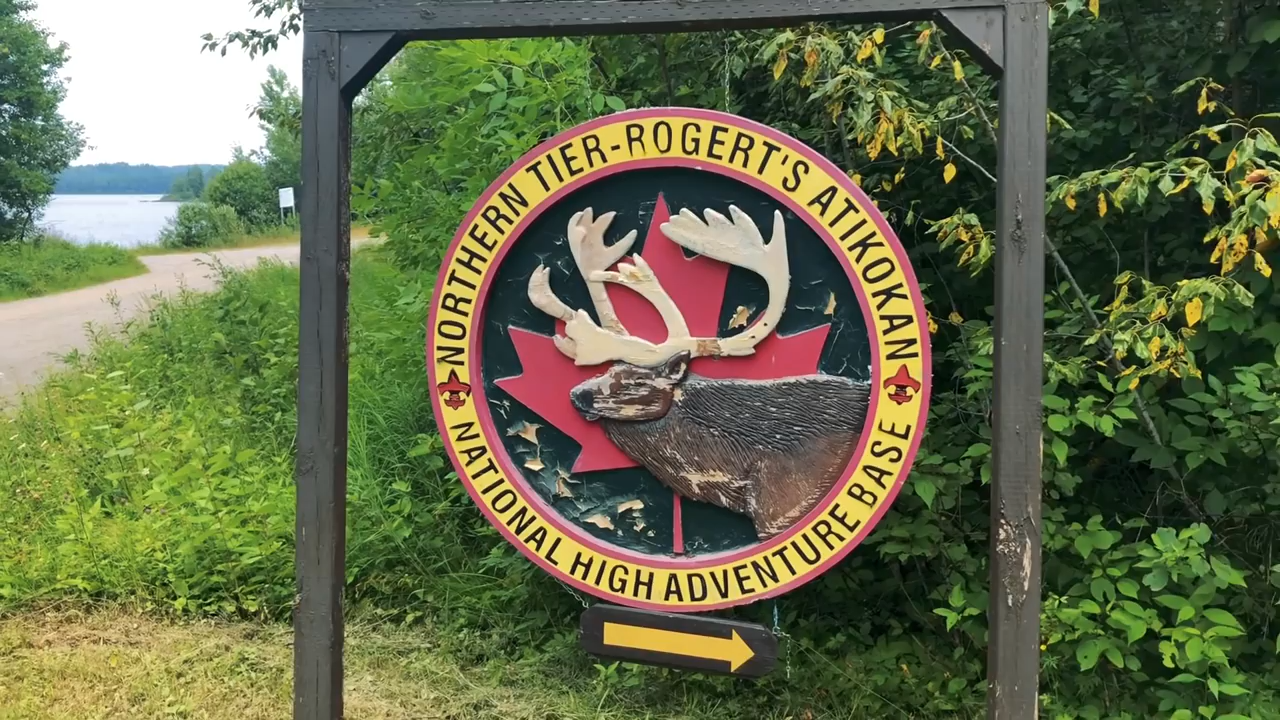 NORTHERN TIER-ROGERT'S ATIKOKAN
NATIONAL HIGH ADVENTURE BASE